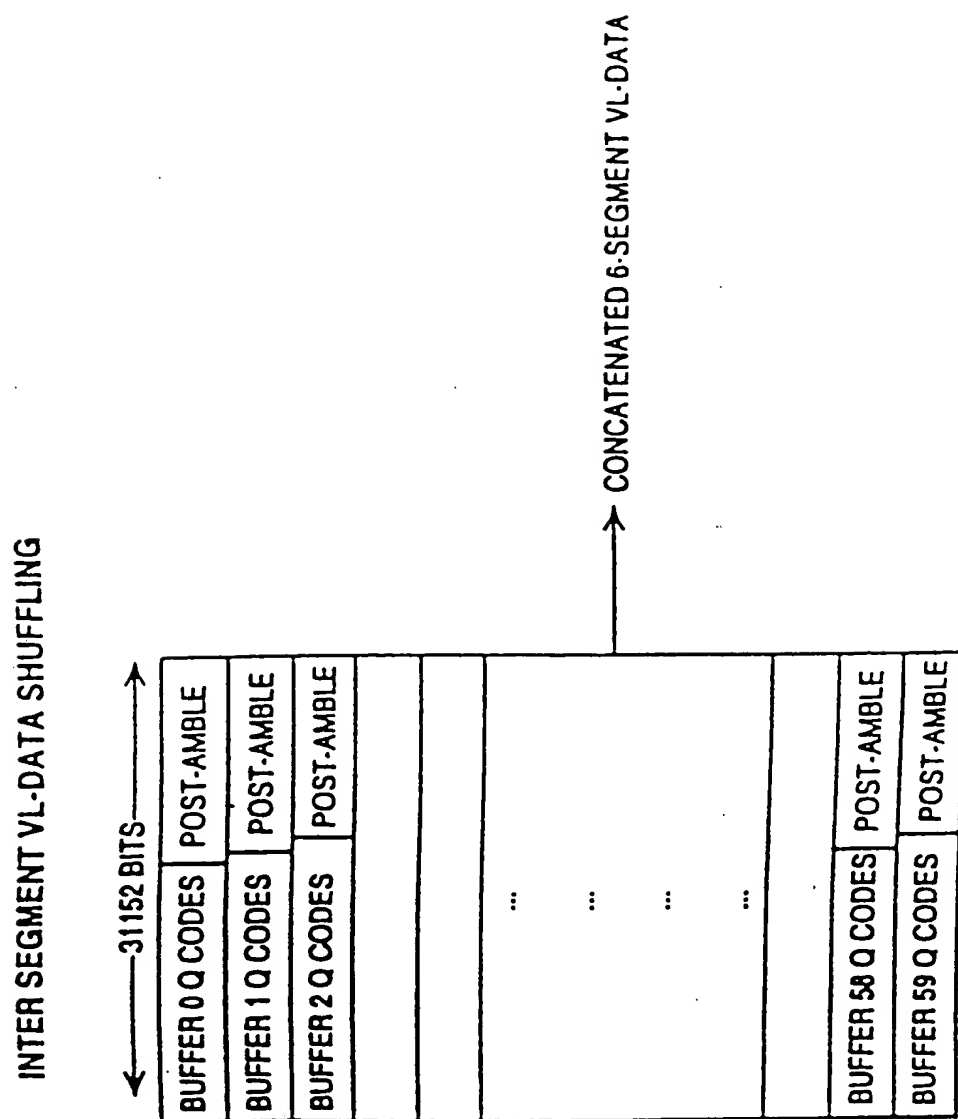 INTER SEGMENT VL-DATA SHUFFLING
31152 BITS
BUFFER 0 Q CODES POST-AMBLE
BUFFER 1 Q CODES POST-AMBLE
BUFFER 2 Q CODES POST-AMBLE
...
...
...
...
BUFFER 58 Q CODES POST-AMBLE
BUFFER 59 Q CODES POST-AMBLE
CONCATENATED 6-SEGMENT VL-DATA